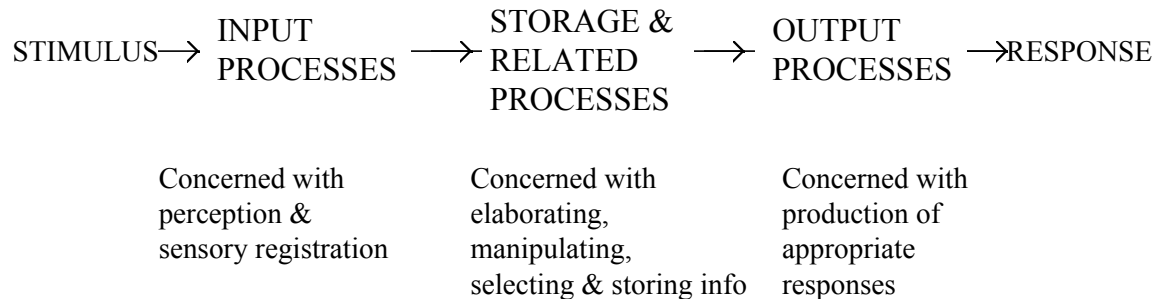 STIMULUS
INPUT
PROCESSES
STORAGE &
RELATED
PROCESSES
OUTPUT
PROCESSES
RESPONSE
Concerned with
perception &
sensory registration
Concerned with
elaborating,
manipulating,
selecting & storing info
Concerned with
production of
appropriate
responses